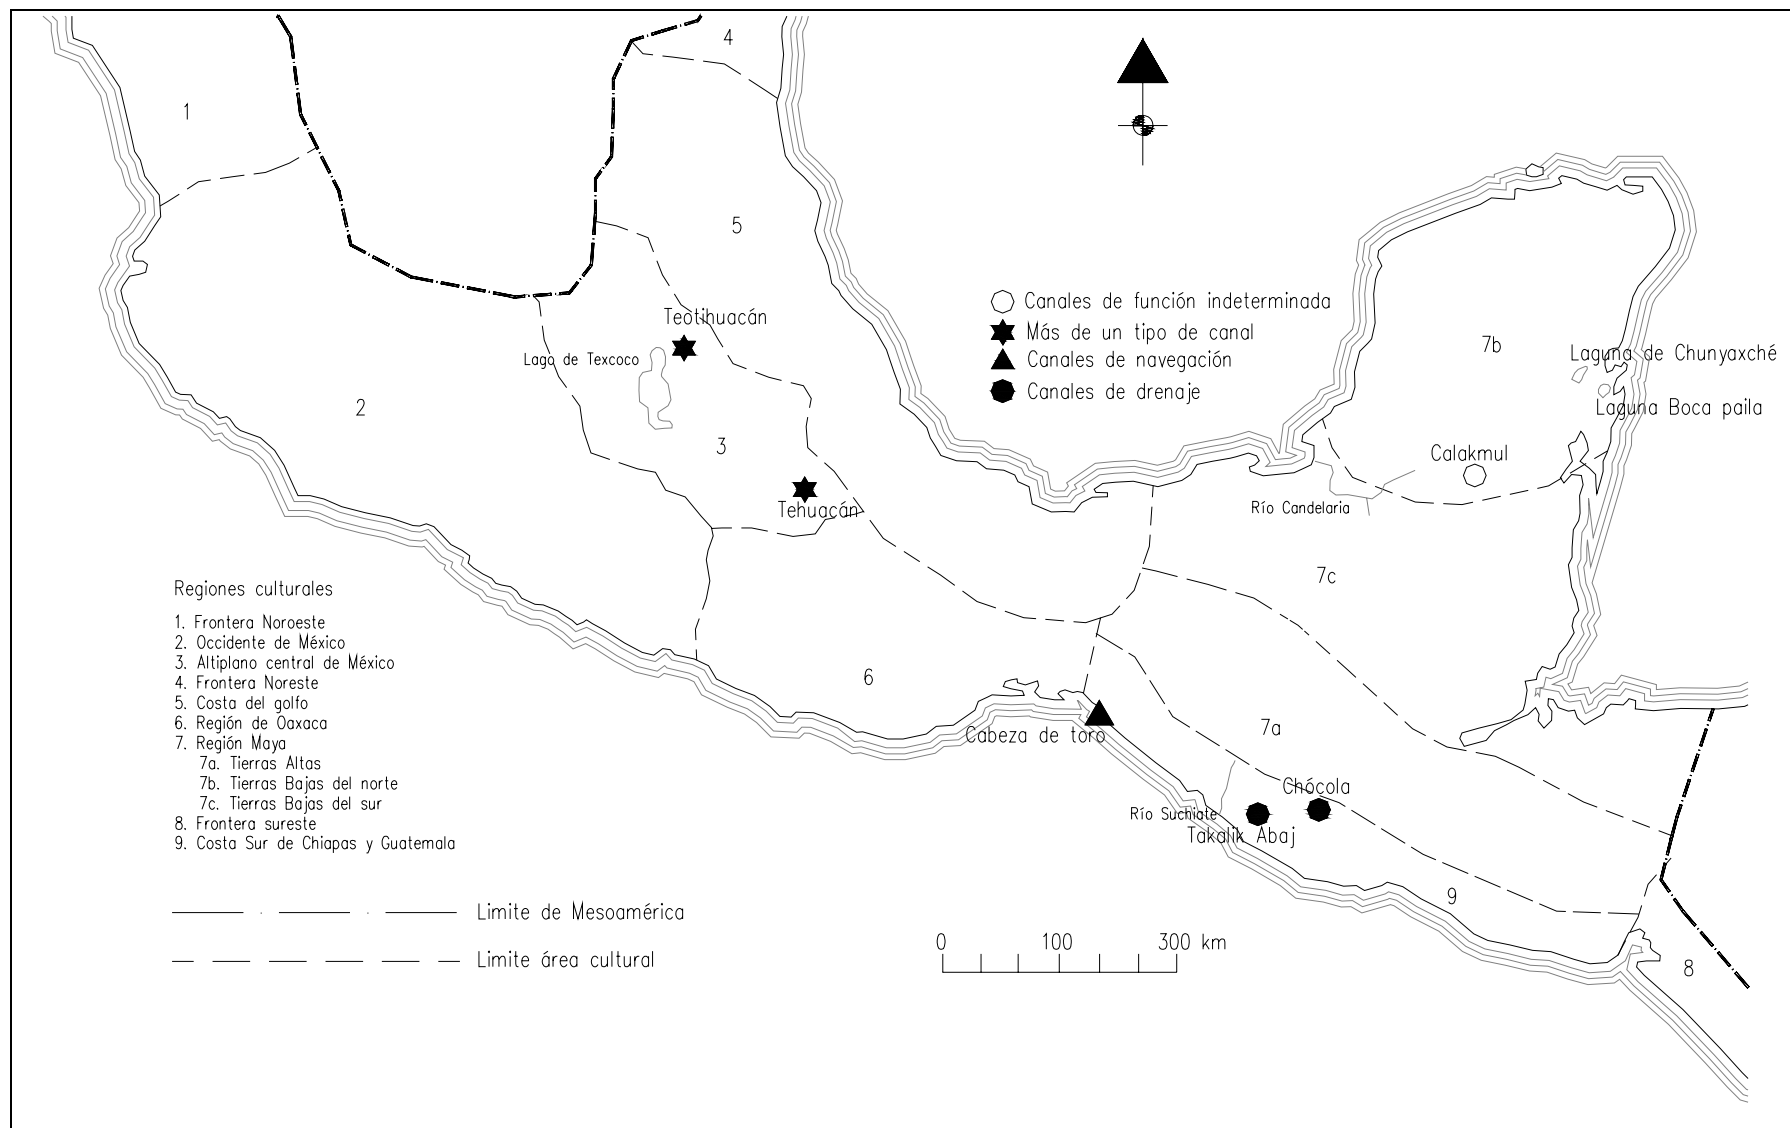 4
1
5
Canales de función indeterminada
Más de un tipo de canal
Canales de navegación
Canales de drenaje
Teotihuacán
Lago de Texcoco
7b
Laguna de Chunyaxché
Laguna Boca paila
2
3
Calakmul
Tehuacán
Río Candelaria
7c
Regiones culturales
1. Frontera Noroeste
2. Occidente de México
3. Altiplano central de México
4. Frontera Noreste
5. Costa del golfo
6. Región de Oaxaca
7. Región Maya
7a. Tierras Altas
7b. Tierras Bajas del norte
7c. Tierras Bajas del sur
8. Frontera sureste
9. Costa Sur de Chiapas y Guatemala
6
7a
Cabeza de toro
Chócola
Río Suchiate
Takalik Abaj
9
Limite de Mesoamérica
Limite área cultural
0 100 300 km
8